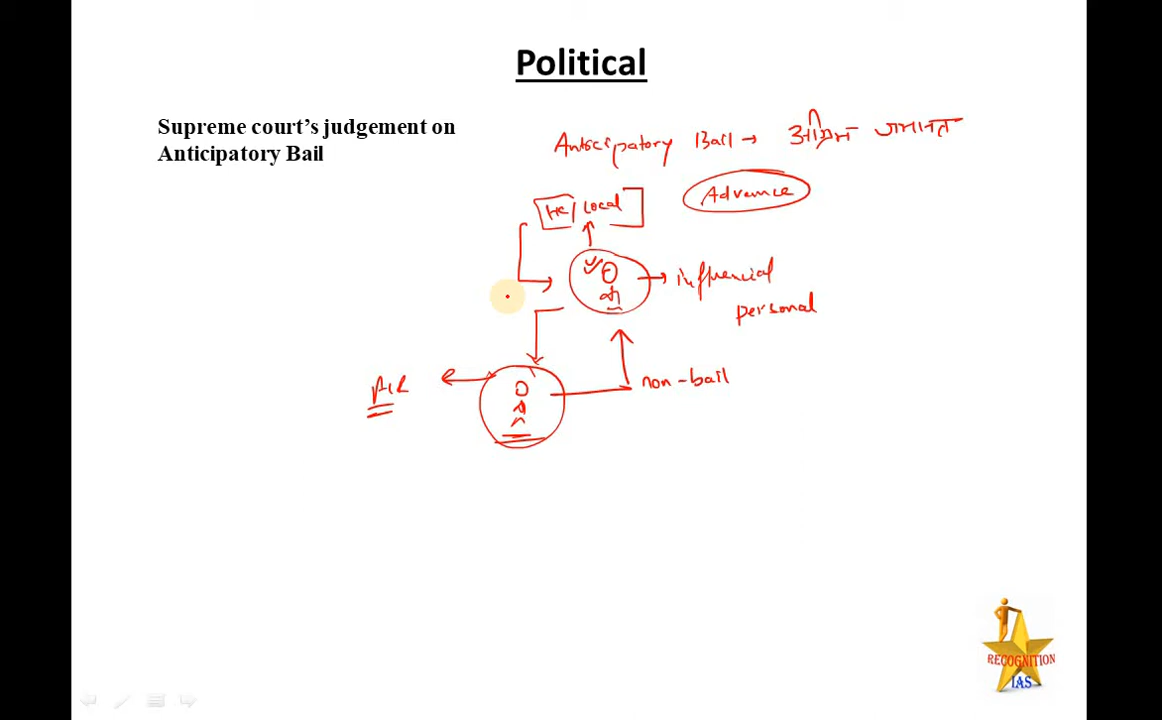 Political
Supreme court's judgement on
Anticipatory Bail
Anticipatory Bail → अग्रिम जमानत
Advance
HC/Local
influencial
personal
non-bail
RECOGNITION
IAS